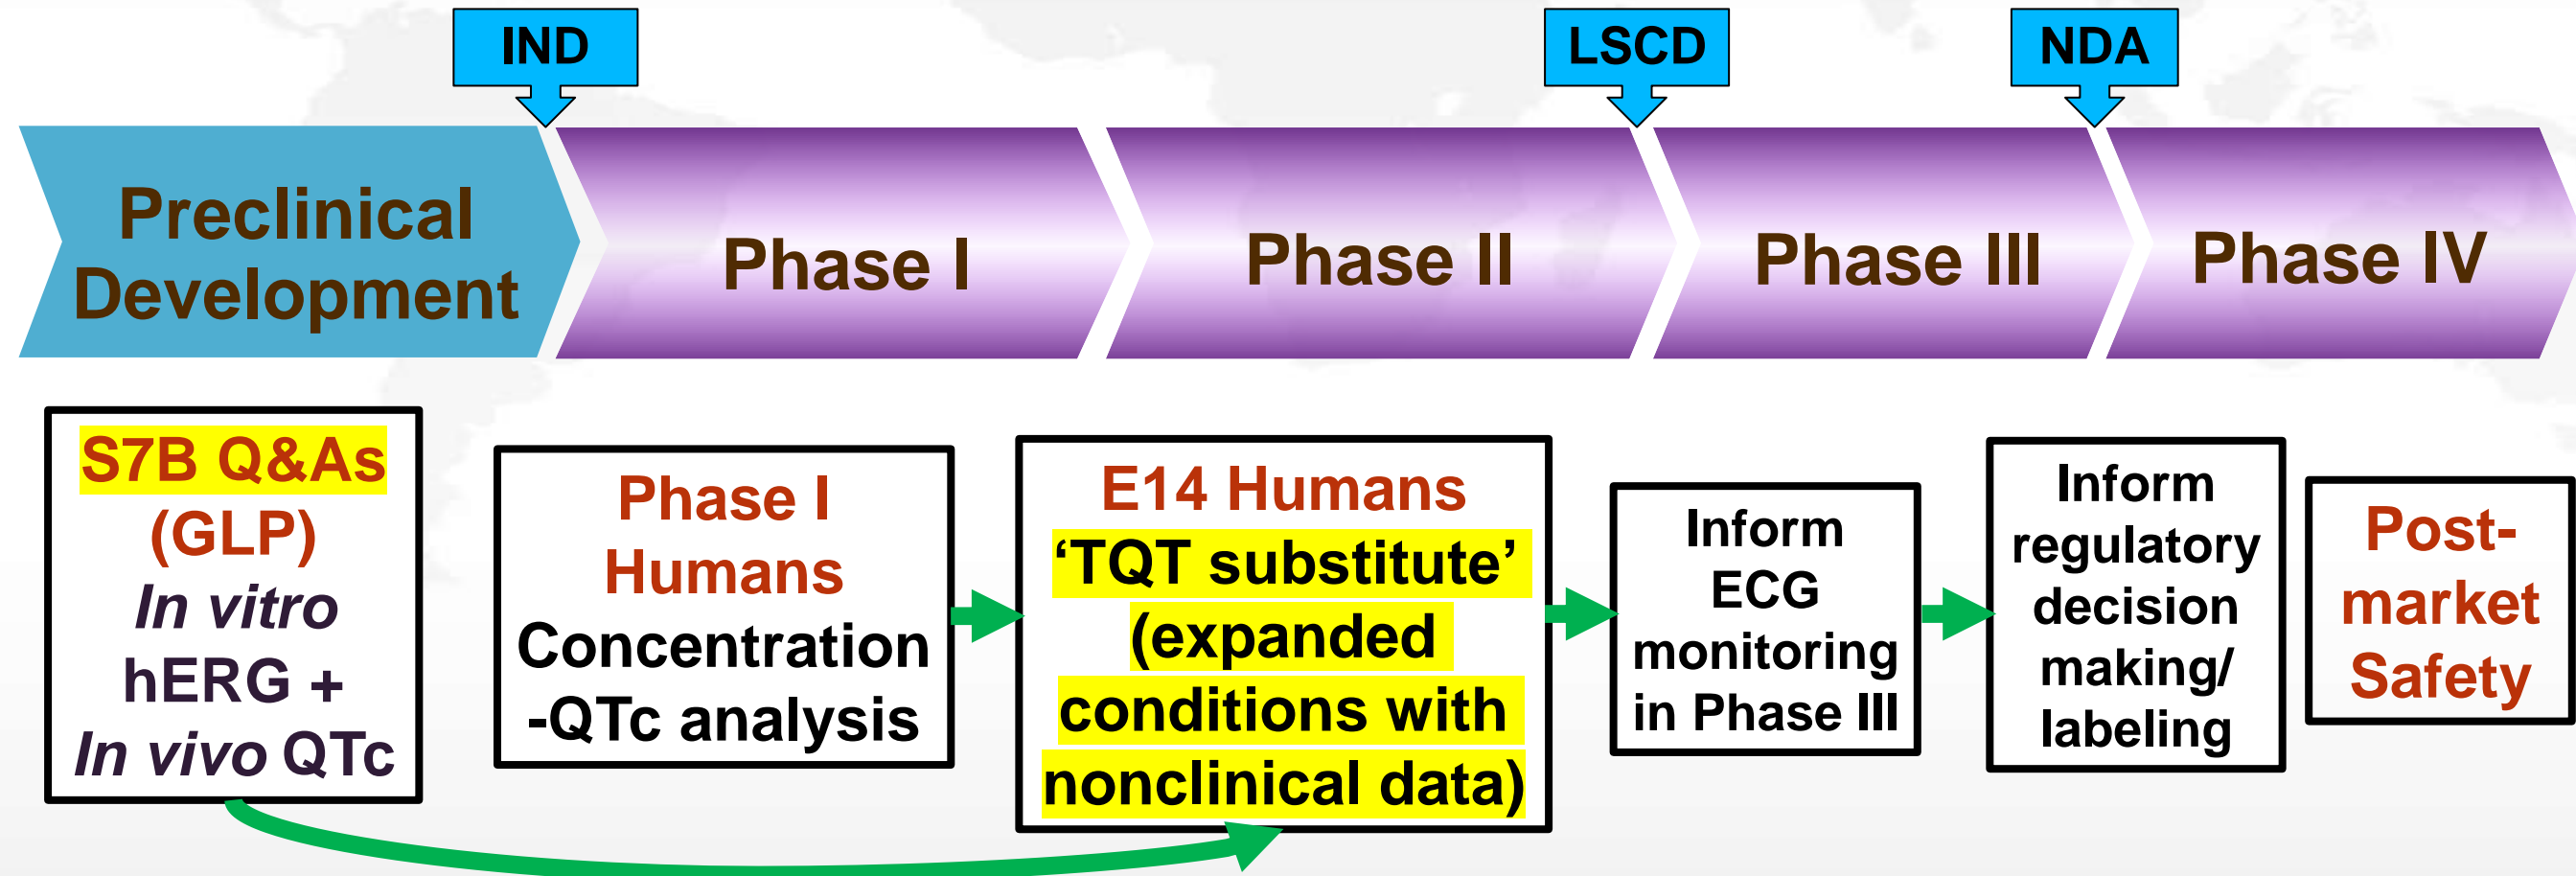 IND
LSCD
NDA
Preclinical
Development
Phase I
Phase II
Phase III
Phase IV
S7B Q&As
(GLP)
In vitro
hERG +
In vivo QTc
Phase I
Humans
Concentration
-QTc analysis
E14 Humans
‘TQT substitute’
(expanded
conditions with
nonclinical data)
Inform
ECG
monitoring
in Phase III
Inform
regulatory
decision
making/
labeling
Post-
market
Safety